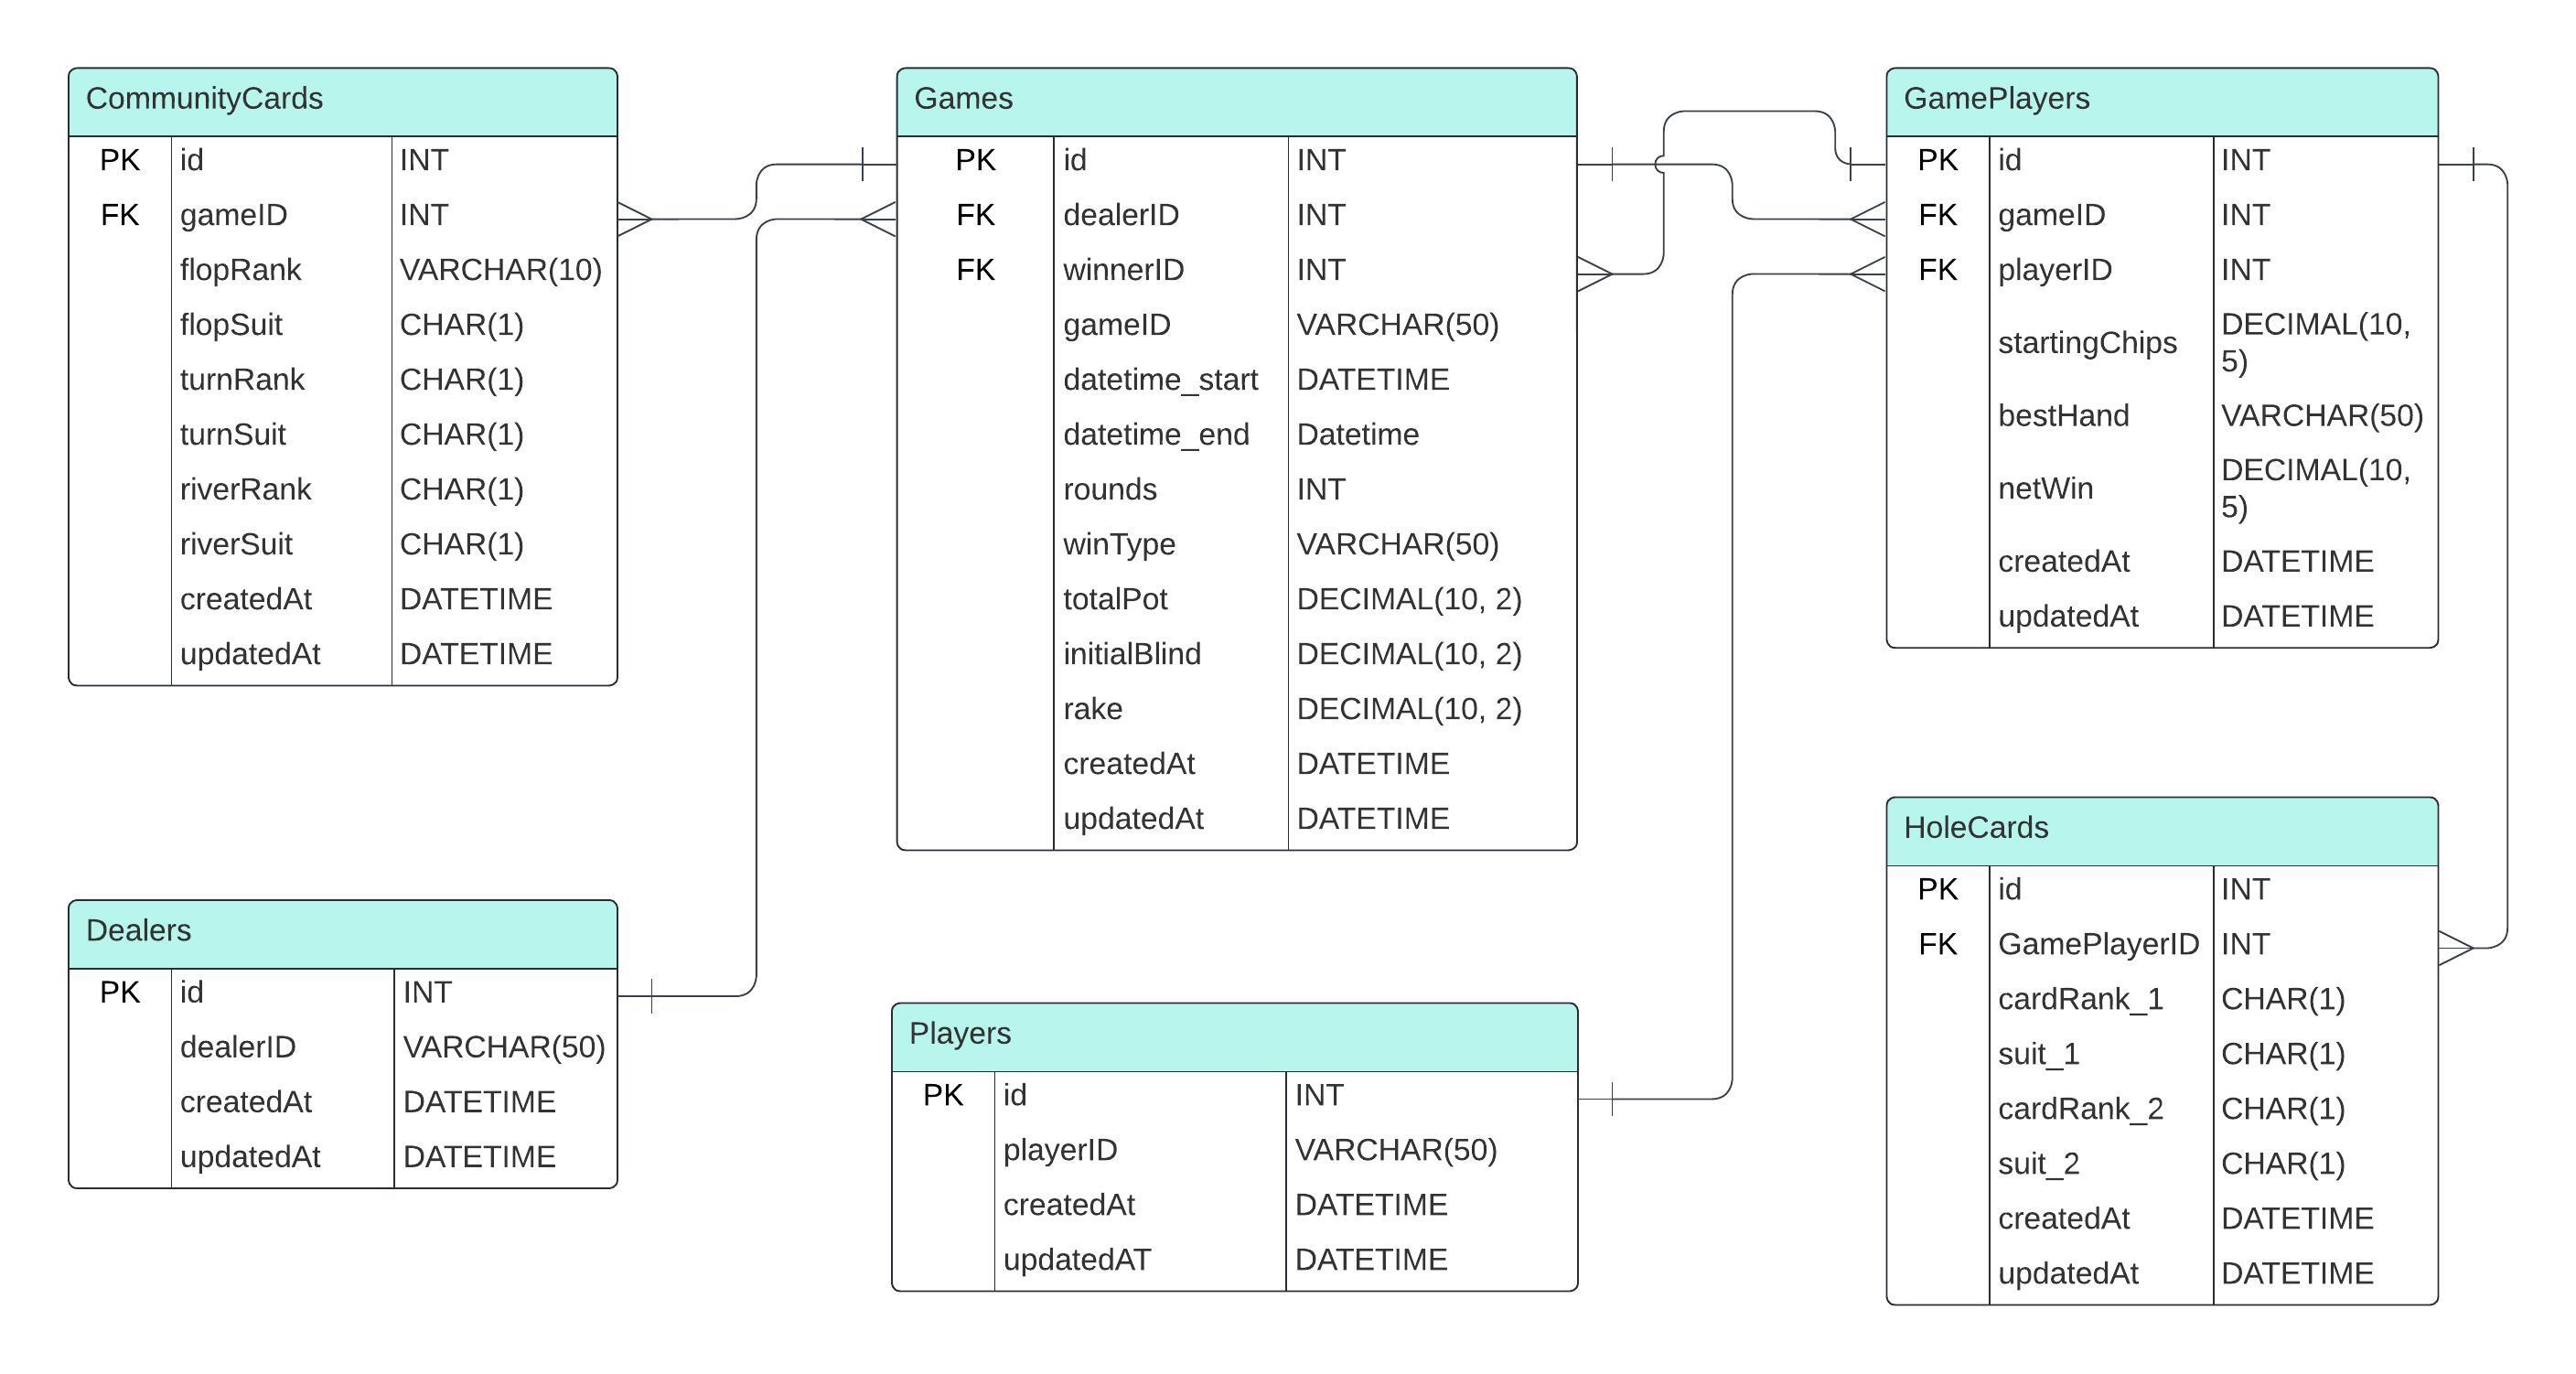 CommunityCards
PK id INT
FK gameID INT
flopRank VARCHAR(10)
flopSuit CHAR(1)
turnRank CHAR(1)
turnSuit CHAR(1)
riverRank CHAR(1)
riverSuit CHAR(1)
createdAt DATETIME
updatedAt DATETIME
Games
PK id INT
FK dealerID INT
FK winnerID INT
gameID VARCHAR(50)
datetime_start DATETIME
datetime_end Datetime
rounds INT
winType VARCHAR(50)
totalPot DECIMAL(10, 2)
initialBlind DECIMAL(10, 2)
rake DECIMAL(10, 2)
createdAt DATETIME
updatedAt DATETIME
GamePlayers
PK id INT
FK gameID INT
FK playerID INT
startingChips DECIMAL(10,
5)
bestHand VARCHAR(50)
netWin DECIMAL(10,
5)
createdAt DATETIME
updatedAt DATETIME
Dealers
PK id INT
dealerID VARCHAR(50)
createdAt DATETIME
updatedAt DATETIME
Players
PK id INT
playerID VARCHAR(50)
createdAt DATETIME
updatedAT DATETIME
HoleCards
PK id INT
FK GamePlayerID INT
cardRank_1 CHAR(1)
suit_1 CHAR(1)
cardRank_2 CHAR(1)
suit_2 CHAR(1)
createdAt DATETIME
updatedAt DATETIME